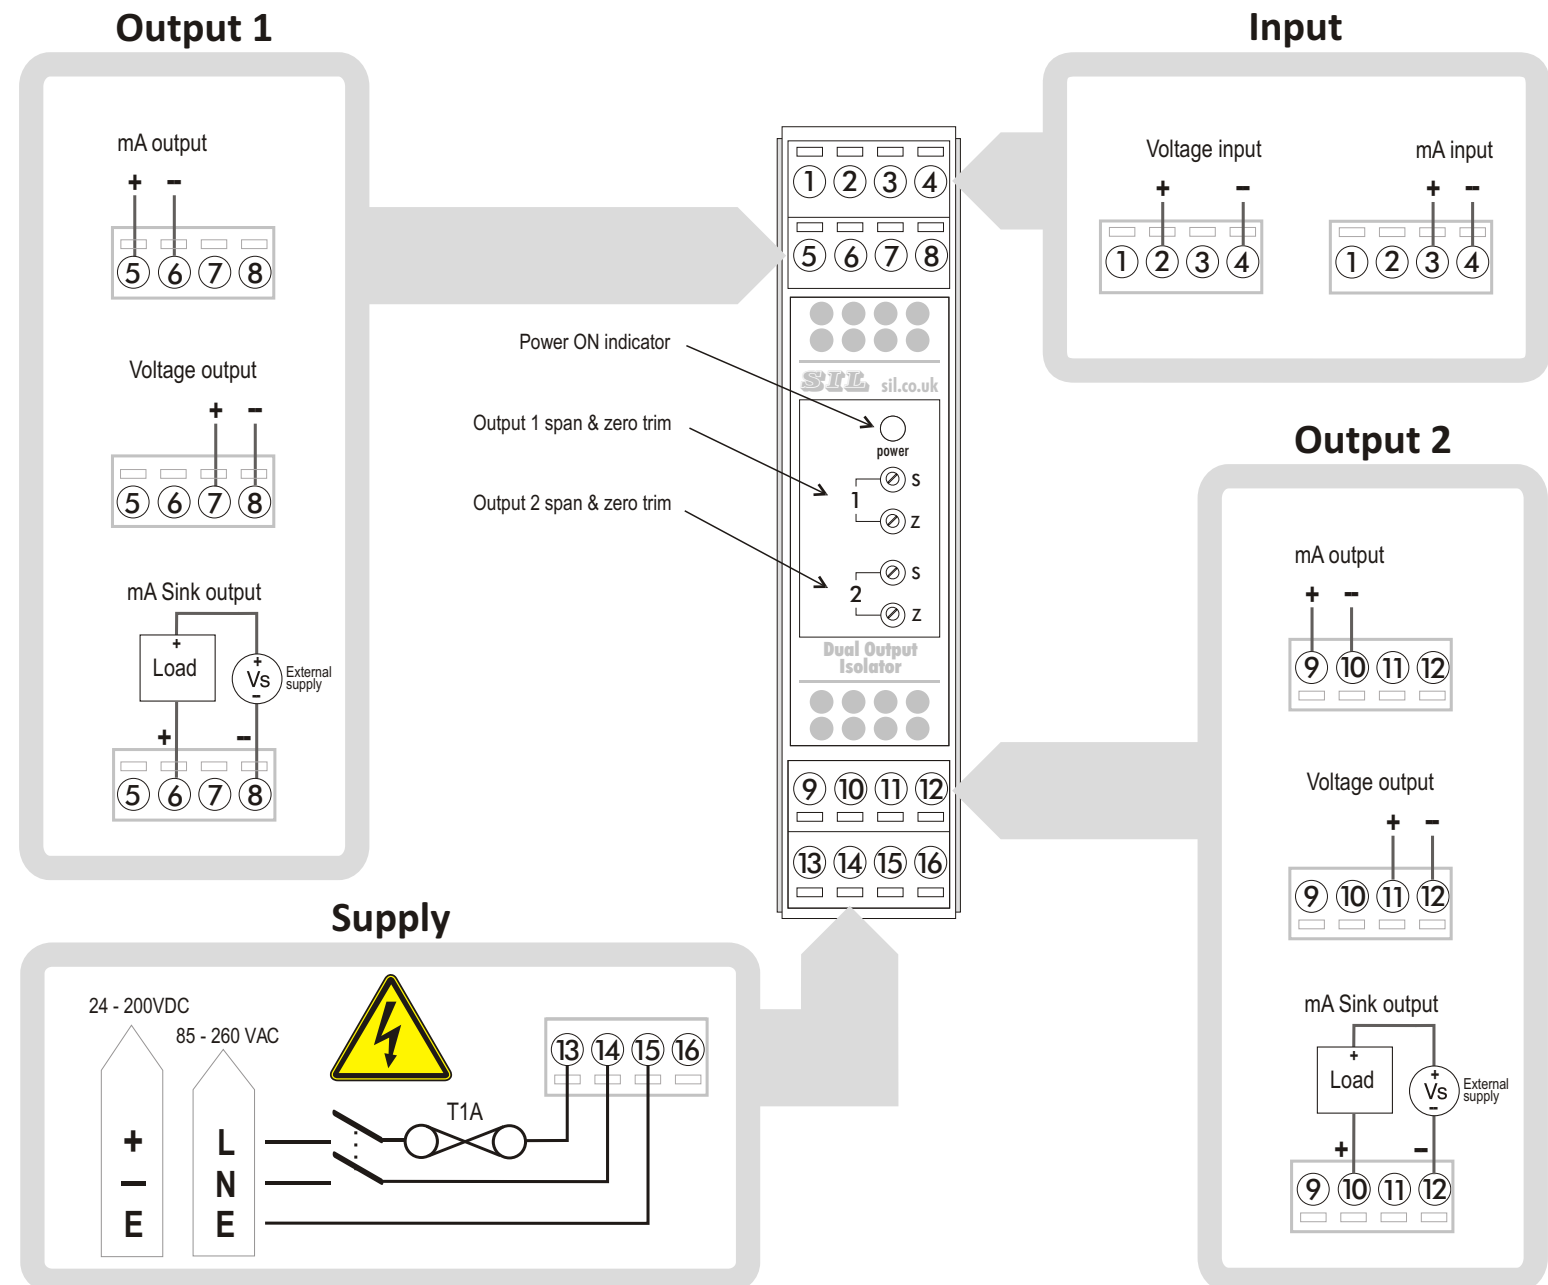 Output 1
mA output
+ −
5 6 7 8
Voltage output
+ −
5 6 7 8
mA Sink output
+
Load
+
Vs
−
External
supply
+ −
5 6 7 8
Input
Voltage input
+ −
1 2 3 4
mA input
+ −
1 2 3 4
1 2 3 4
5 6 7 8
Power ON indicator
Output 1 span & zero trim
Output 2 span & zero trim
SIL sil.co.uk
power
1
S
Z
2
S
Z
Dual Output
Isolator
9 10 11 12
13 14 15 16
Output 2
mA output
+ −
9 10 11 12
Voltage output
+ −
9 10 11 12
mA Sink output
+
Load
+
Vs
−
External
supply
+ −
9 10 11 12
Supply
24 - 200VDC
85 - 260 VAC
+
−
E
L
N
E
T1A
13 14 15 16